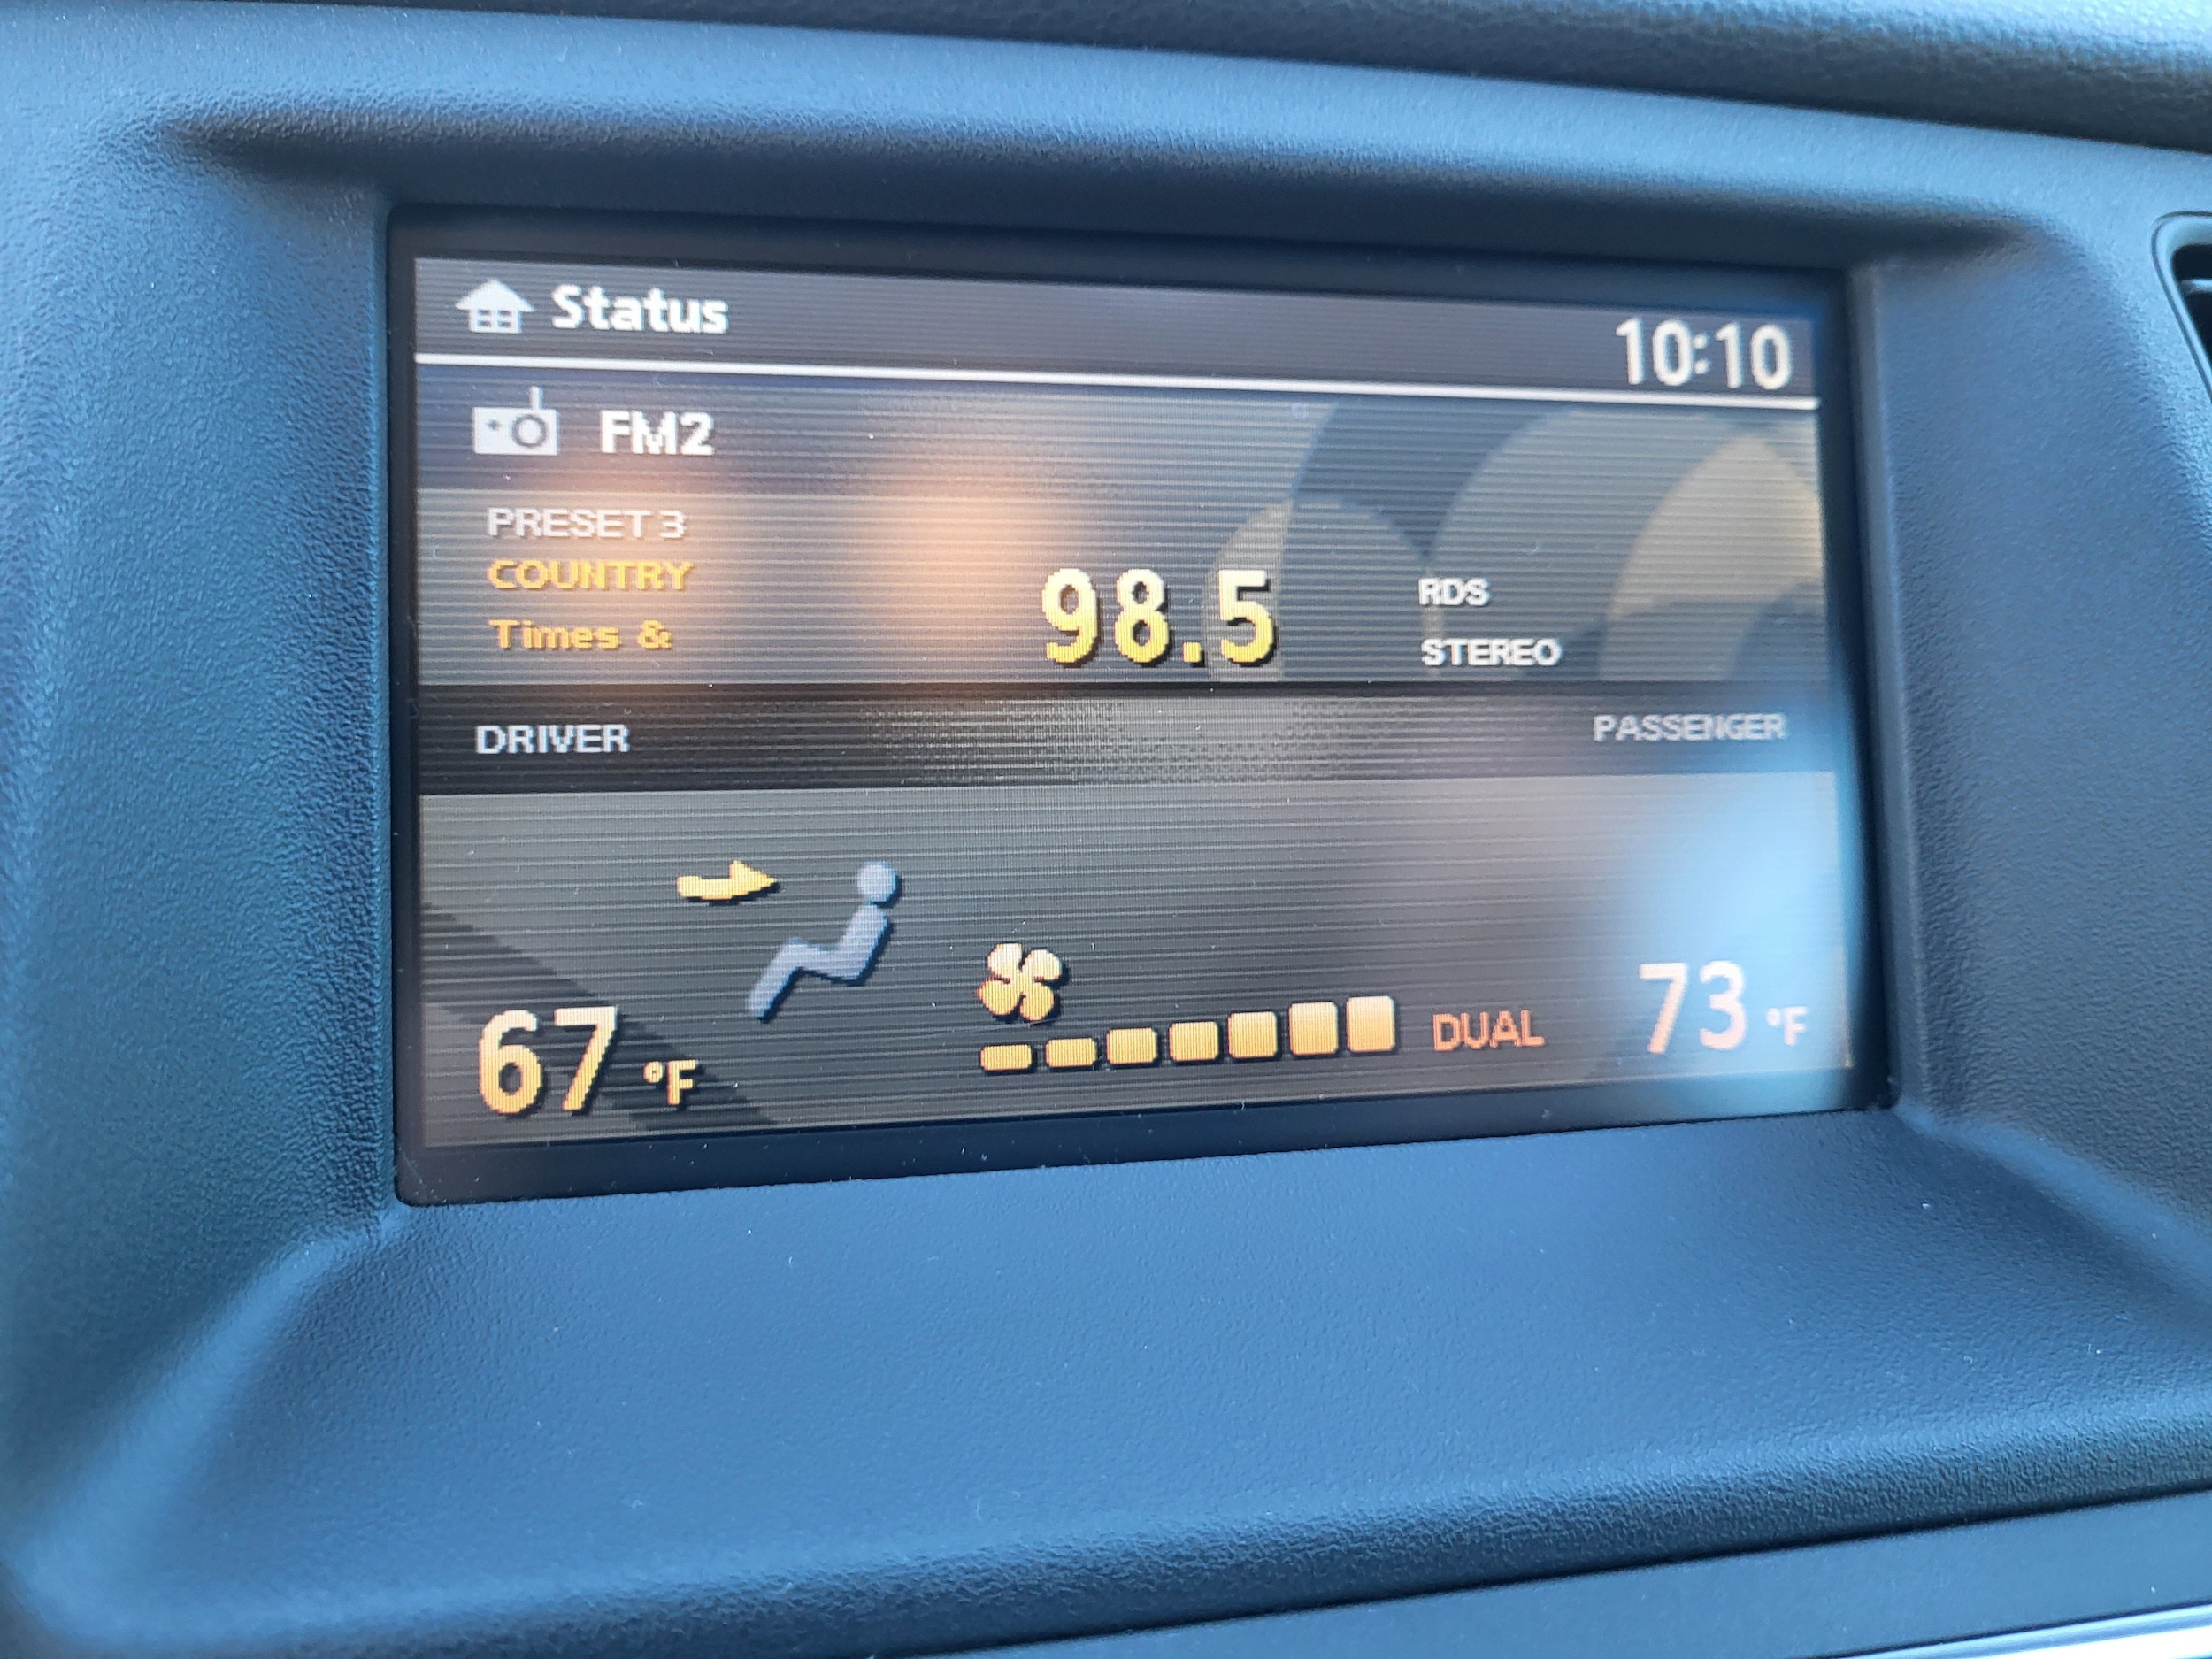 Status
10:10
FM2
PRESET 3
COUNTRY
Times &
98.5
RDS
STEREO
DRIVER
PASSENGER
67 °F
DUAL
73 °F